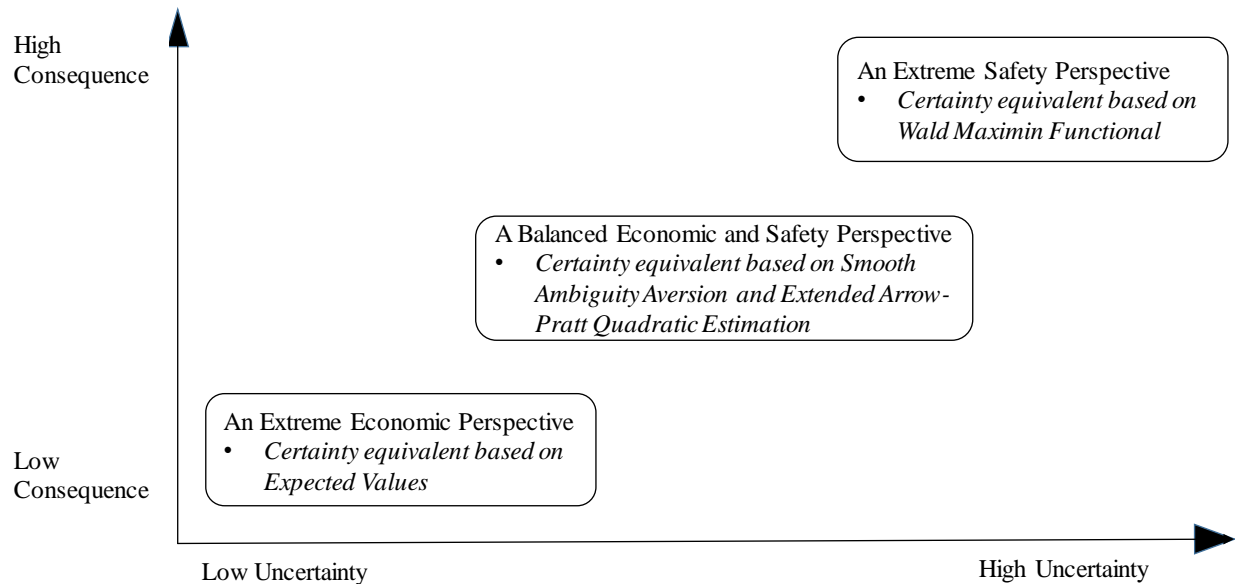 High
Consequence
An Extreme Safety Perspective
• Certainty equivalent based on
Wald Maximin Functional
A Balanced Economic and Safety Perspective
• Certainty equivalent based on Smooth
Ambiguity Aversion and Extended Arrow-
Pratt Quadratic Estimation
An Extreme Economic Perspective
• Certainty equivalent based on
Expected Values
Low
Consequence
Low Uncertainty
High Uncertainty